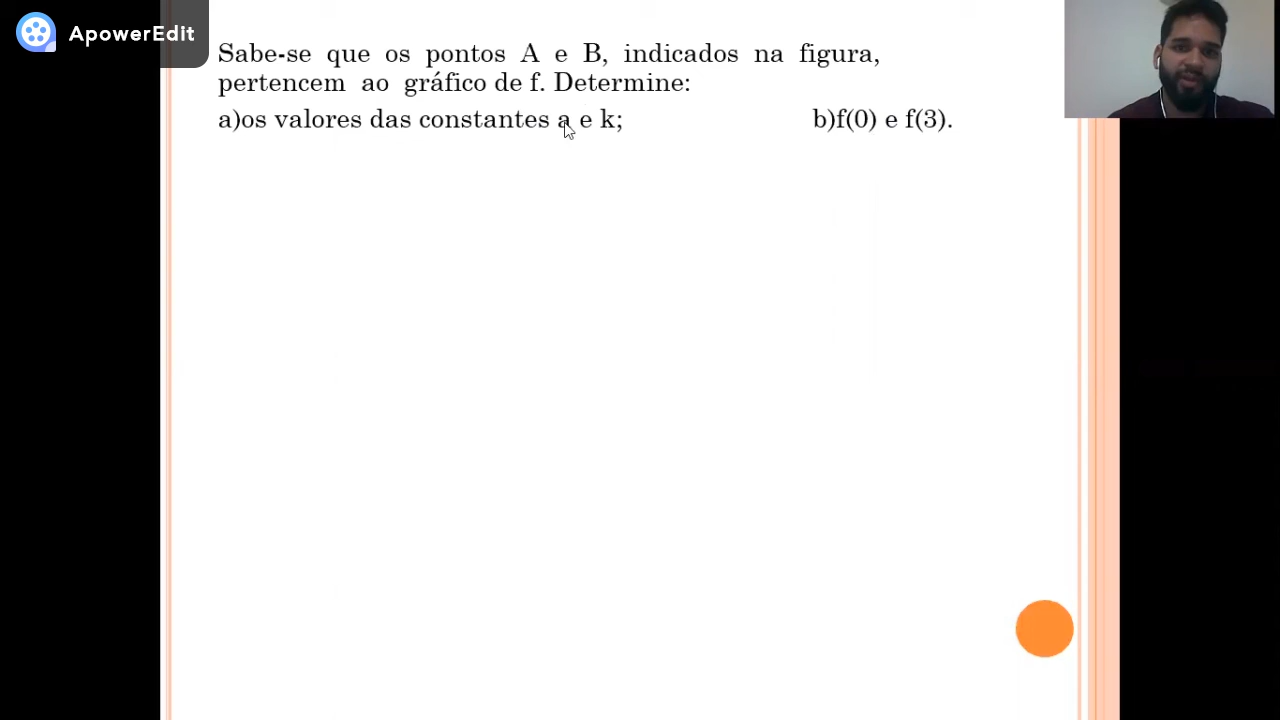 ApowerEdit
Sabe-se que os pontos A e B, indicados na figura,
pertencem ao gráfico de f. Determine:
a)os valores das constantes a e k; b)f(0) e f(3).